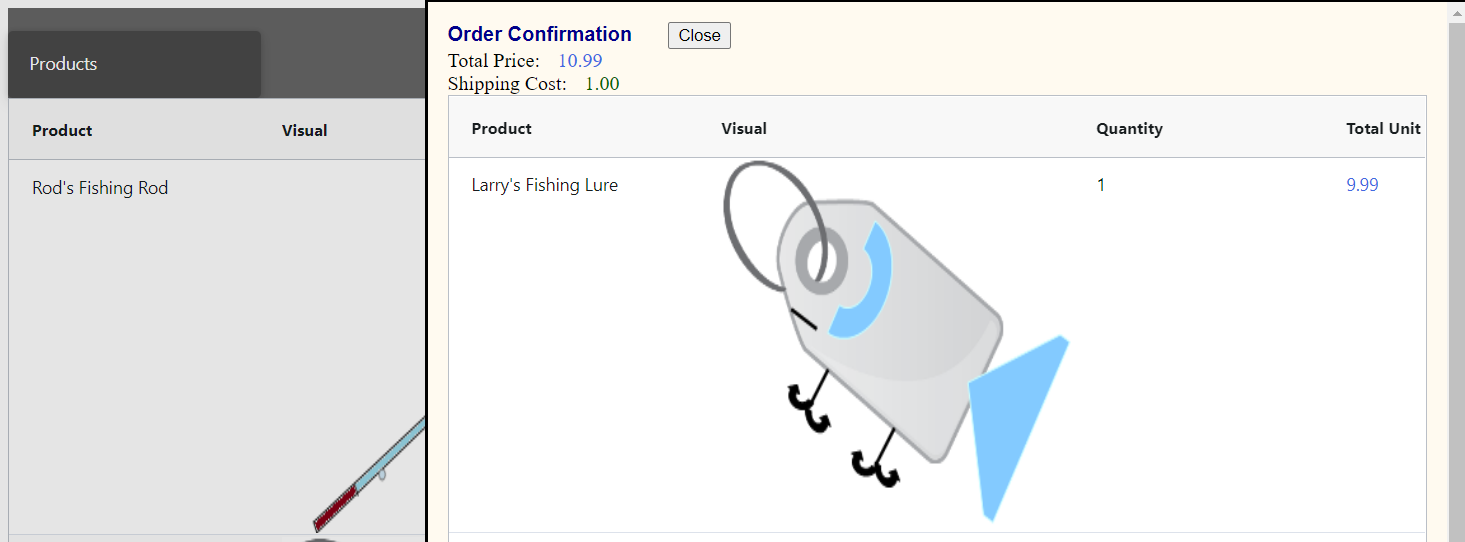 Products
Product Visual
Rod's Fishing Rod
Order Confirmation Close
Total Price: 10.99
Shipping Cost: 1.00
Product Visual Quantity Total Unit
Larry's Fishing Lure 1 9.99